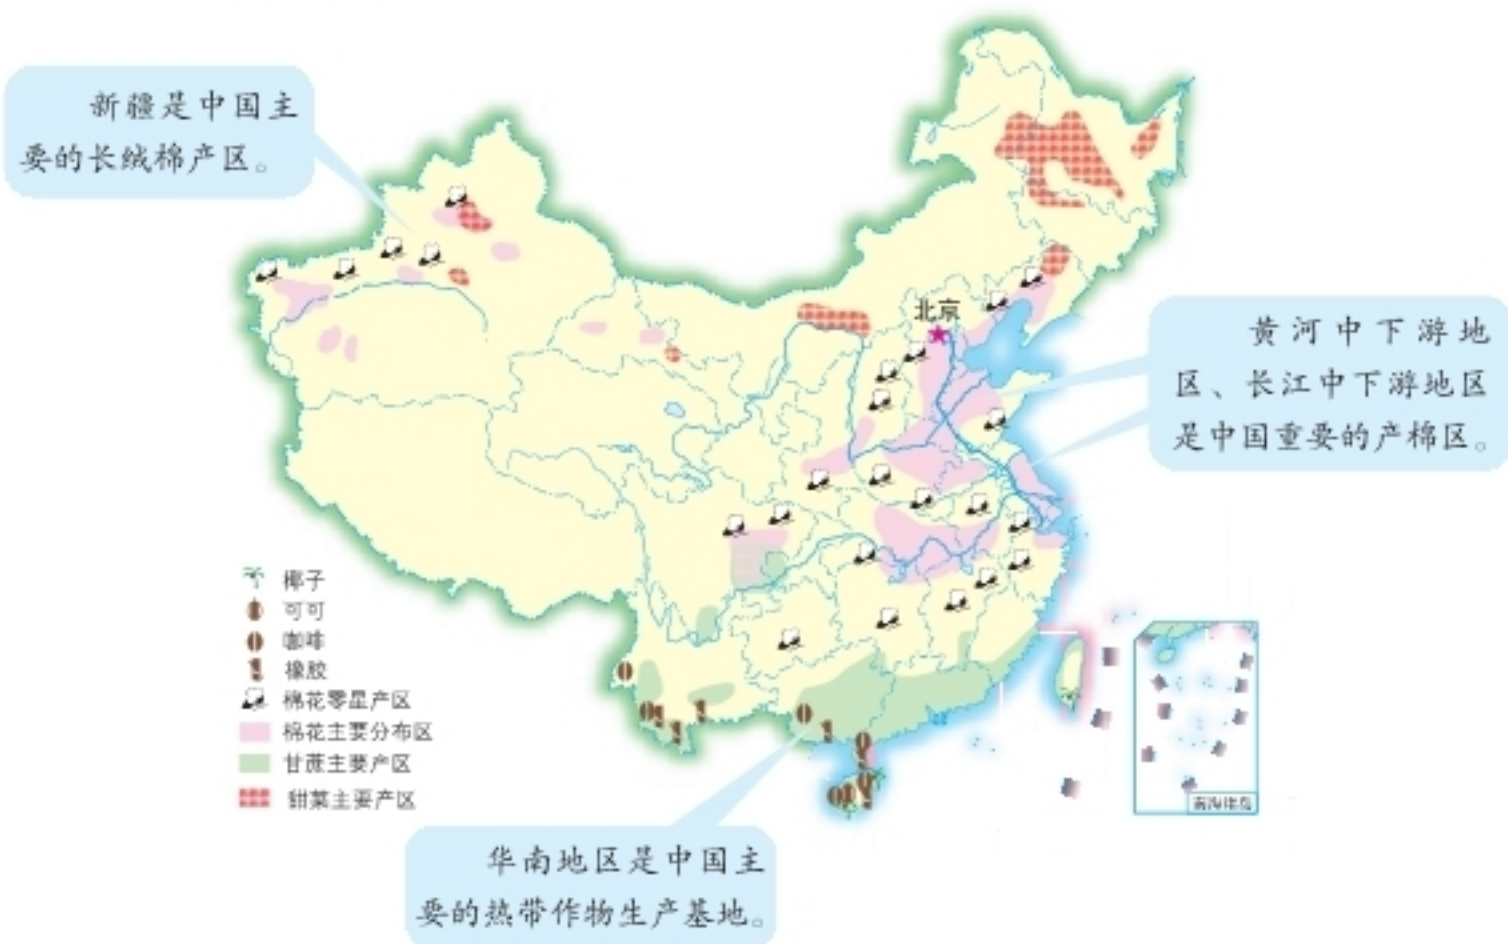 新疆是中国主
要的长绒棉产区。
北京
黄河中下游地
区、长江中下游地区
是中国重要的产棉区。
椰子
可可
咖啡
橡胶
棉花零星产区
棉花主要分布区
甘蔗主要产区
甜菜主要产区
南海诸岛
华南地区是中国主
要的热带作物生产基地。